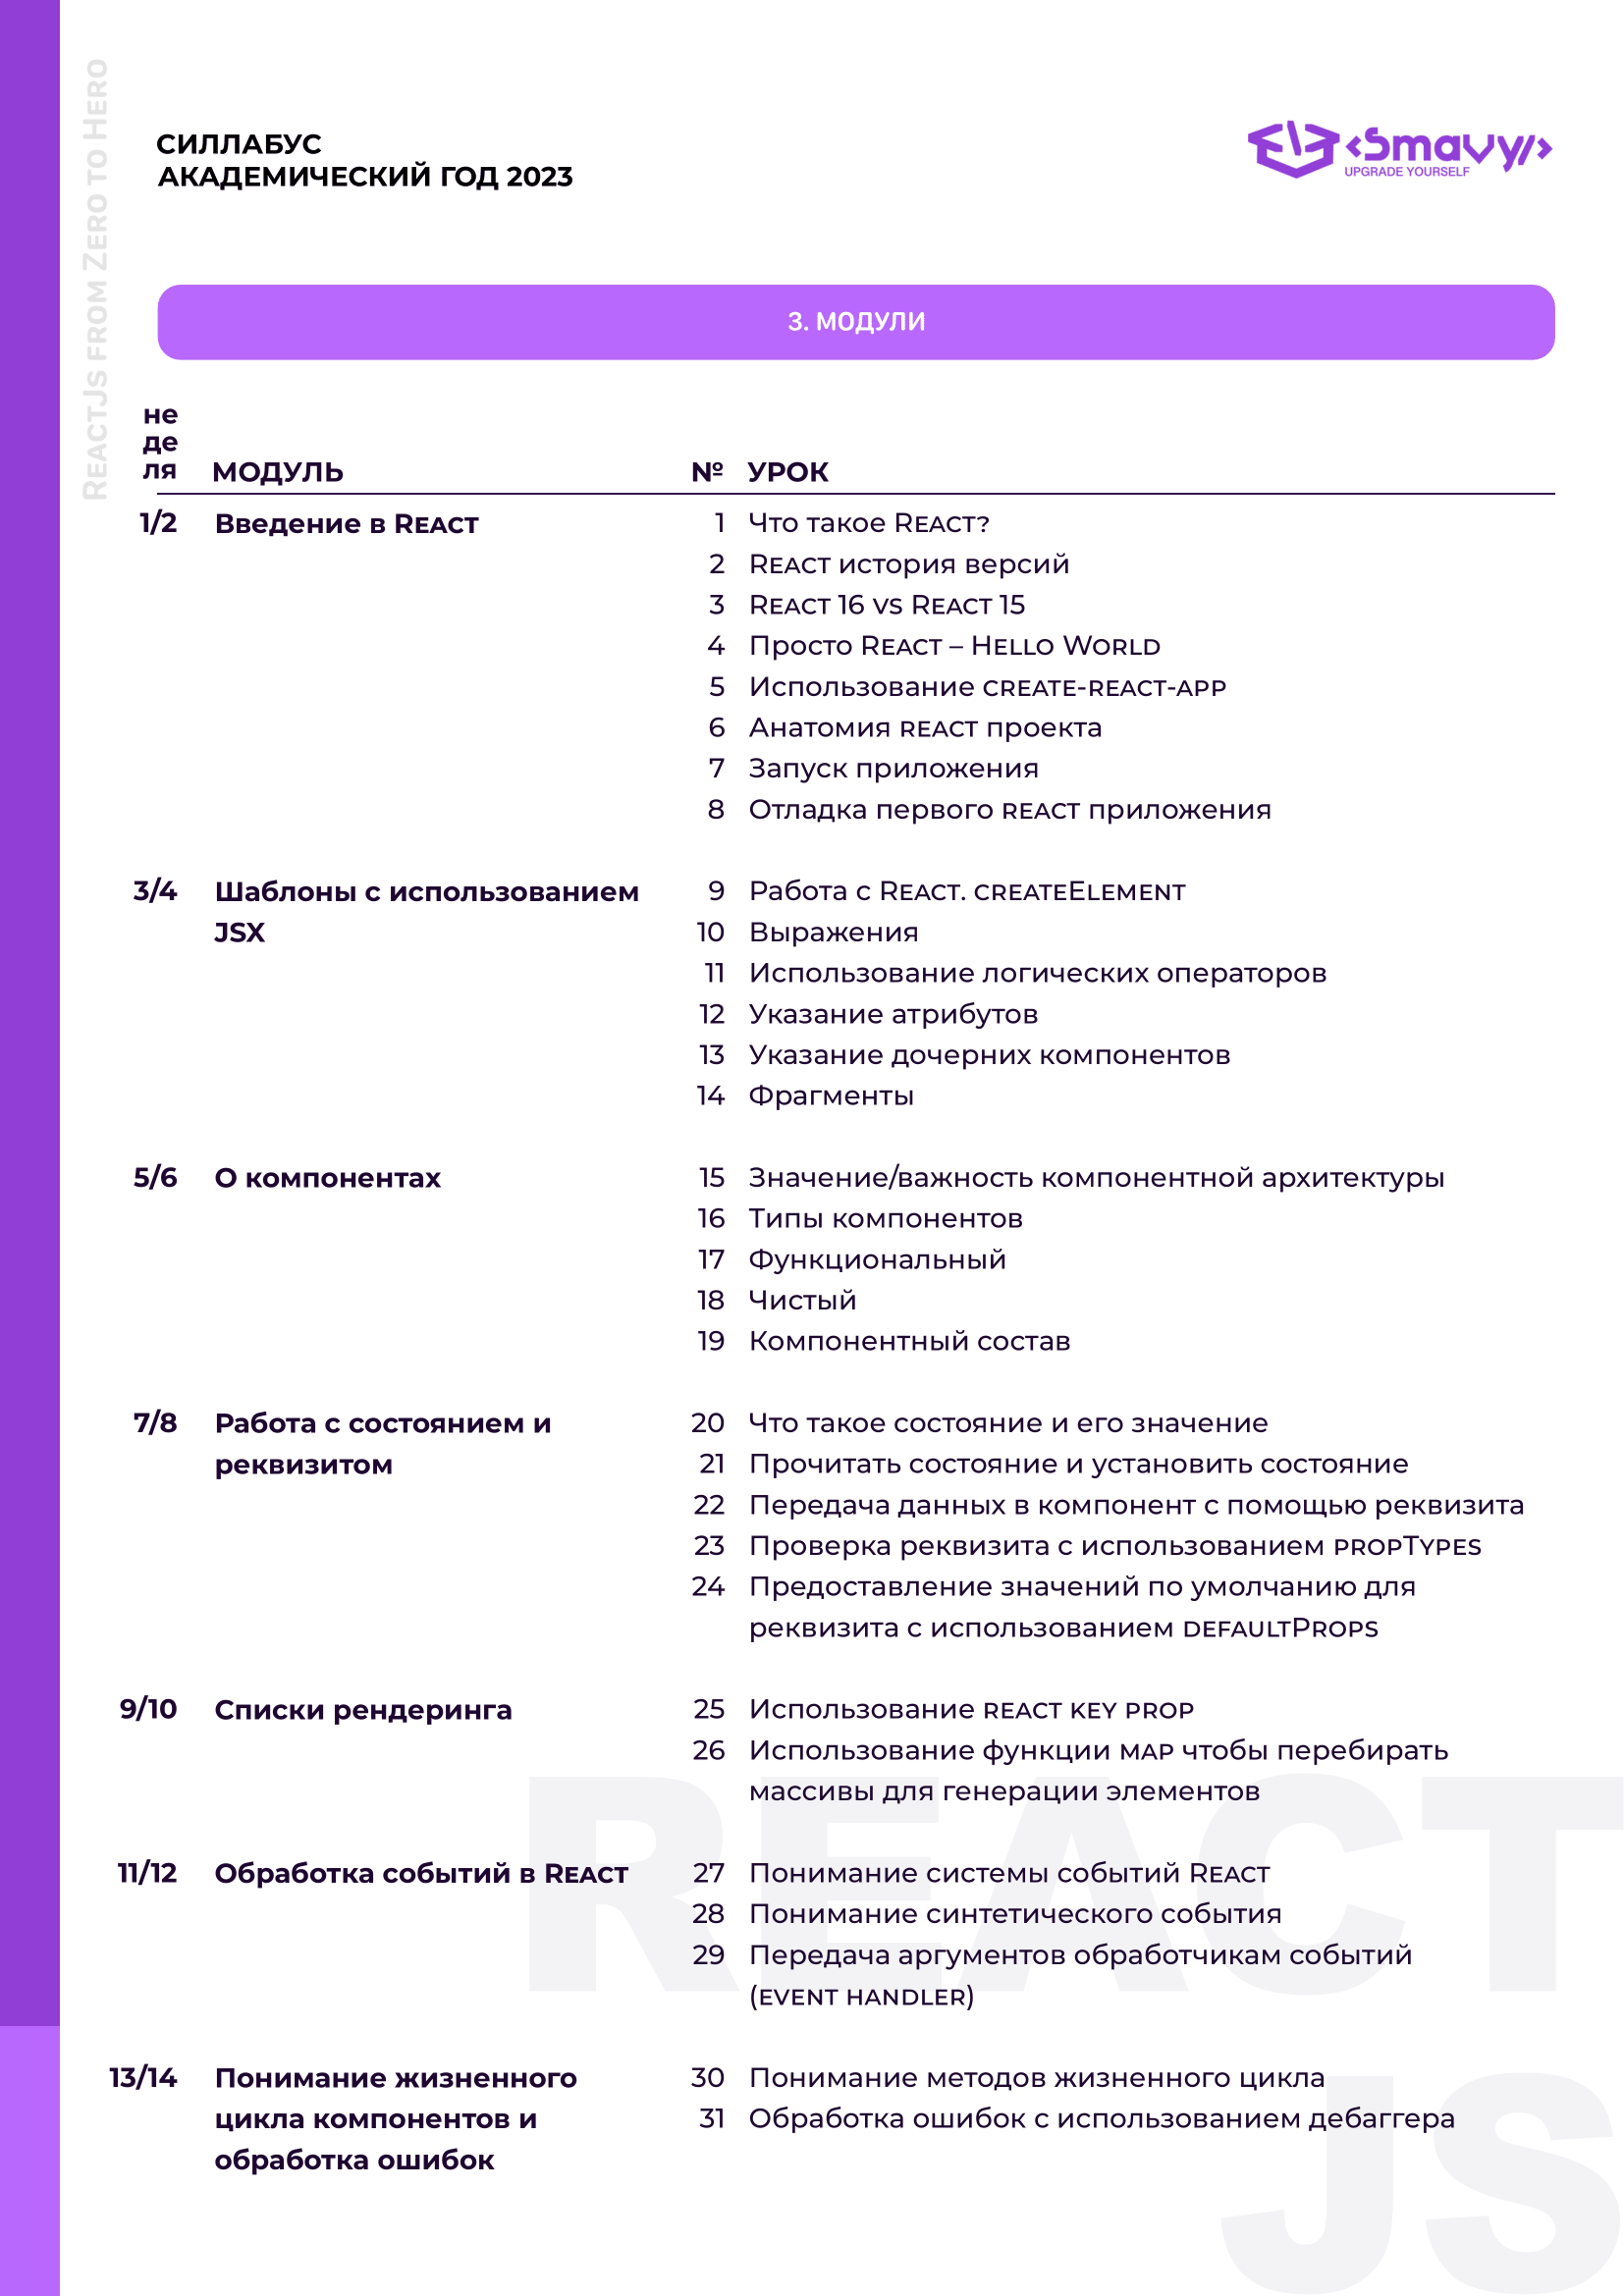 ReactJs from Zero to Hero
СИЛЛАБУС
АКАДЕМИЧЕСКИЙ ГОД 2023
<Smavy/>
UPGRADE YOURSELF
3. МОДУЛИ
не
де
ля МОДУЛЬ № УРОК
1/2 Введение в React 1 Что такое React?
2 React история версий
3 React 16 vs React 15
4 Просто React – Hello World
5 Использование create-react-app
6 Анатомия react проекта
7 Запуск приложения
8 Отладка первого react приложения
3/4 Шаблоны с использованием 9 Работа с React. createElement
JSX 10 Выражения
11 Использование логических операторов
12 Указание атрибутов
13 Указание дочерних компонентов
14 Фрагменты
5/6 О компонентах 15 Значение/важность компонентной архитектуры
16 Типы компонентов
17 Функциональный
18 Чистый
19 Компонентный состав
7/8 Работа с состоянием и 20 Что такое состояние и его значение
реквизитом 21 Прочитать состояние и установить состояние
22 Передача данных в компонент с помощью реквизита
23 Проверка реквизита с использованием propTypes
24 Предоставление значений по умолчанию для
реквизита с использованием defaultProps
9/10 Списки рендеринга 25 Использование react key prop
26 Использование функции map чтобы перебирать
массивы для генерации элементов
11/12 Обработка событий в React 27 Понимание системы событий React
28 Понимание синтетического события
29 Передача аргументов обработчикам событий
(event handler)
13/14 Понимание жизненного 30 Понимание методов жизненного цикла
цикла компонентов и 31 Обработка ошибок с использованием дебаггера
обработка ошибок
REACT
JS